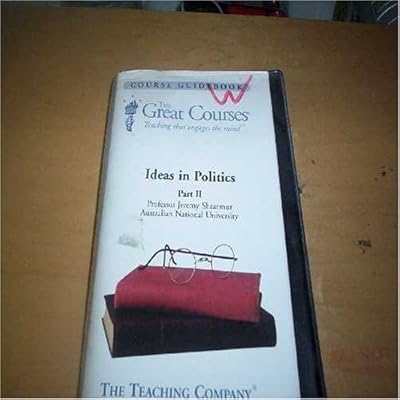 COURSE GUIDEBOOK
W
THE
Great Courses®
Teaching that engages the mind™
Ideas in Politics
Part II
Professor Jeremy Shearmur
Australian National University
THE TEACHING COMPANY®